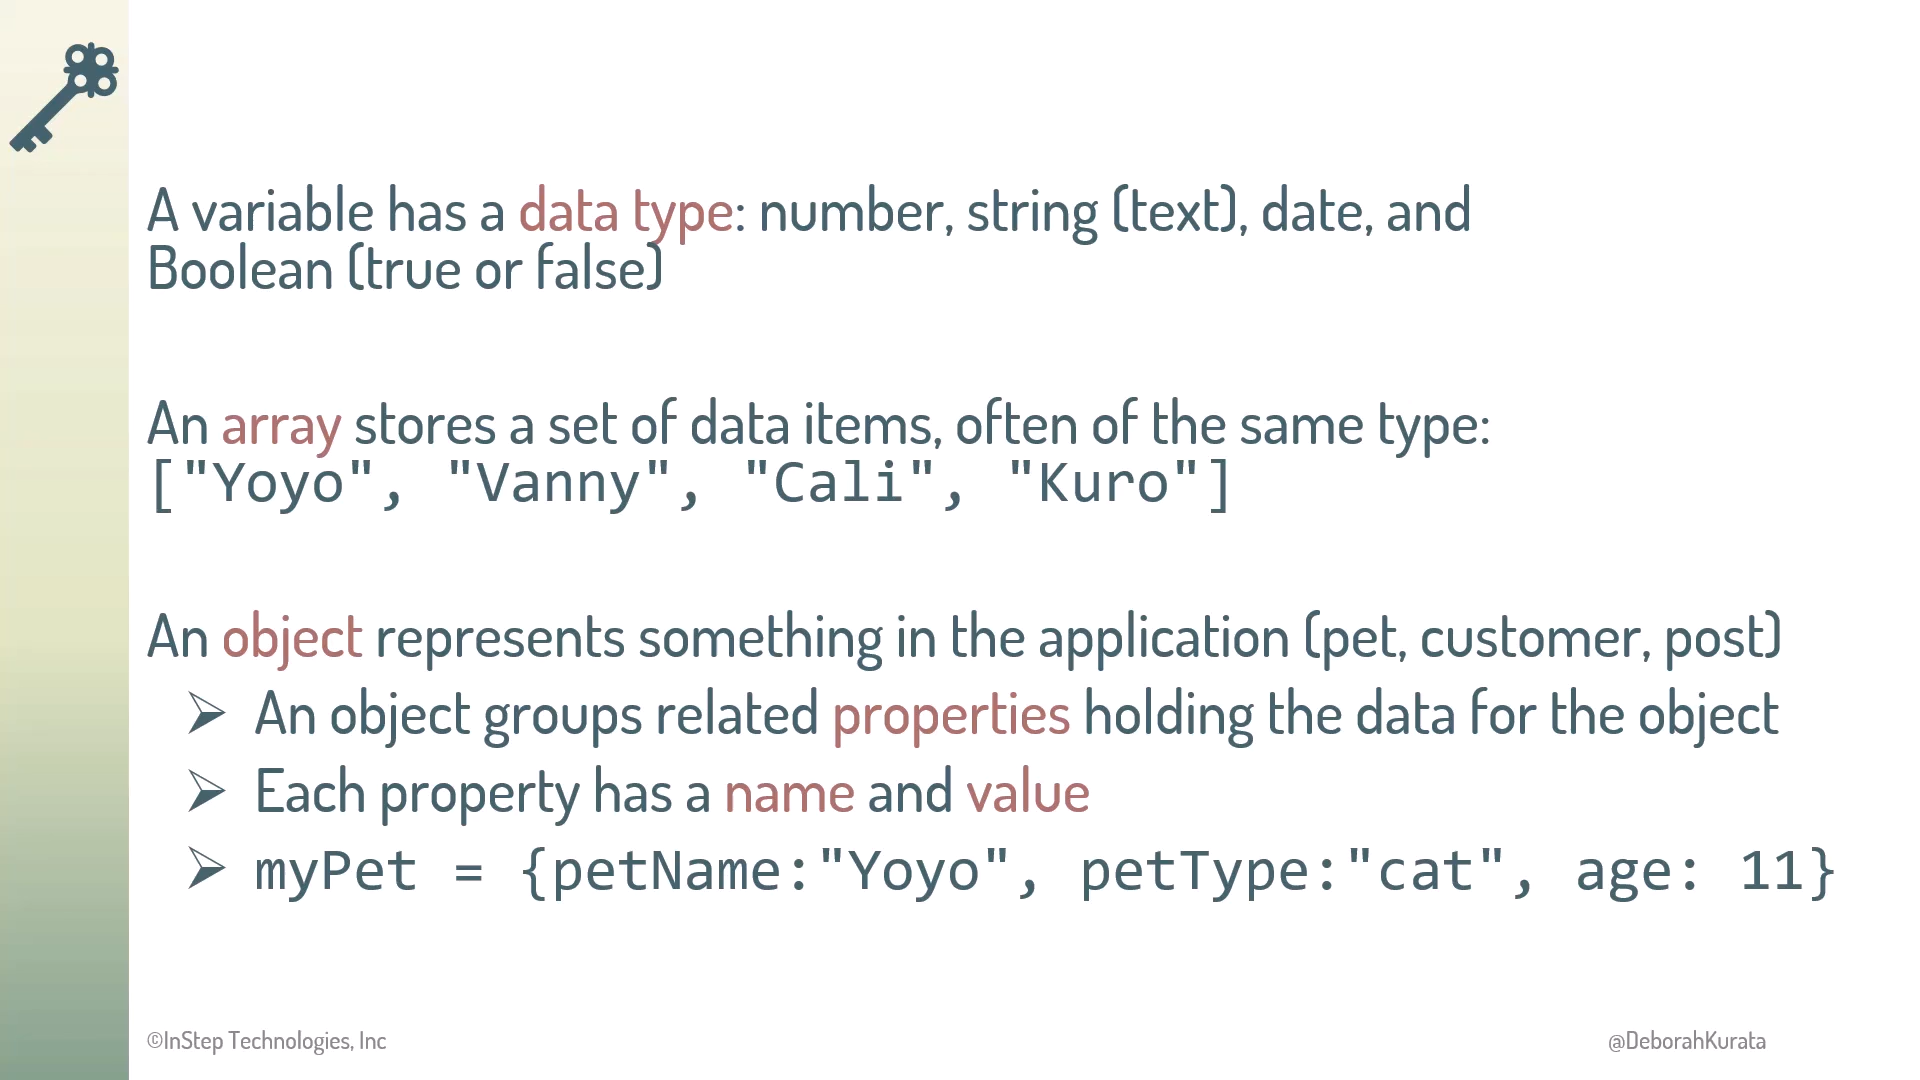 A variable has a data type: number, string (text), date, and
Boolean (true or false)
An array stores a set of data items, often of the same type:
["Yoyo", "Vanny", "Cali", "Kuro"]
An object represents something in the application (pet, customer, post)
➢ An object groups related properties holding the data for the object
➢ Each property has a name and value
➢ myPet = {petName:"Yoyo", petType:"cat", age: 11}
©InStep Technologies, Inc
@DeborahKurata